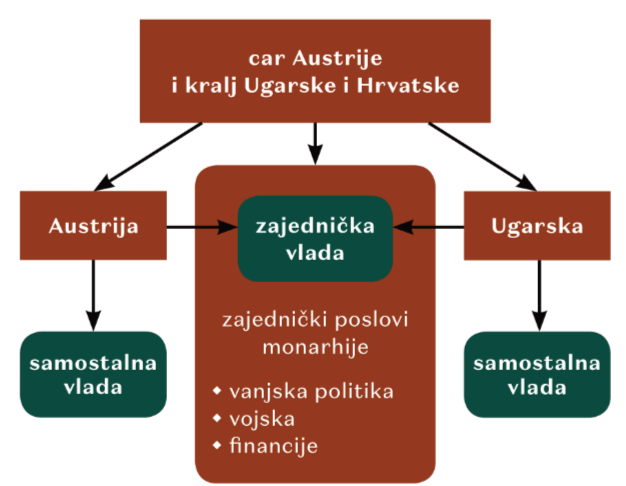 car Austrije
i kralj Ugarske i Hrvatske
Austrija
zajednička
vlada
Ugarska
samostalna
vlada
zajednički poslovi
monarhije
vanjska politika
vojska
financije
samostalna
vlada